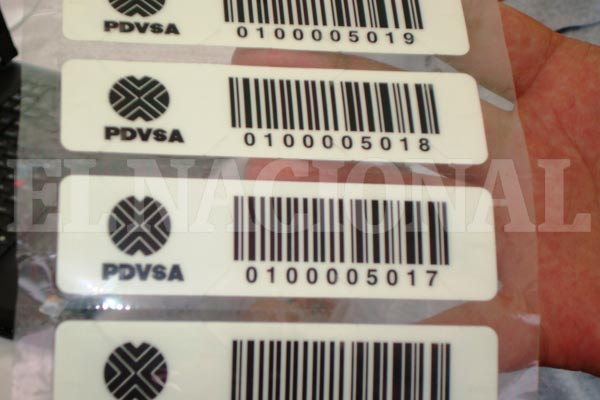 PDVSA
0100005019
PDVSA
0100005018
EL NACIONAL
PDVSA
0100005017